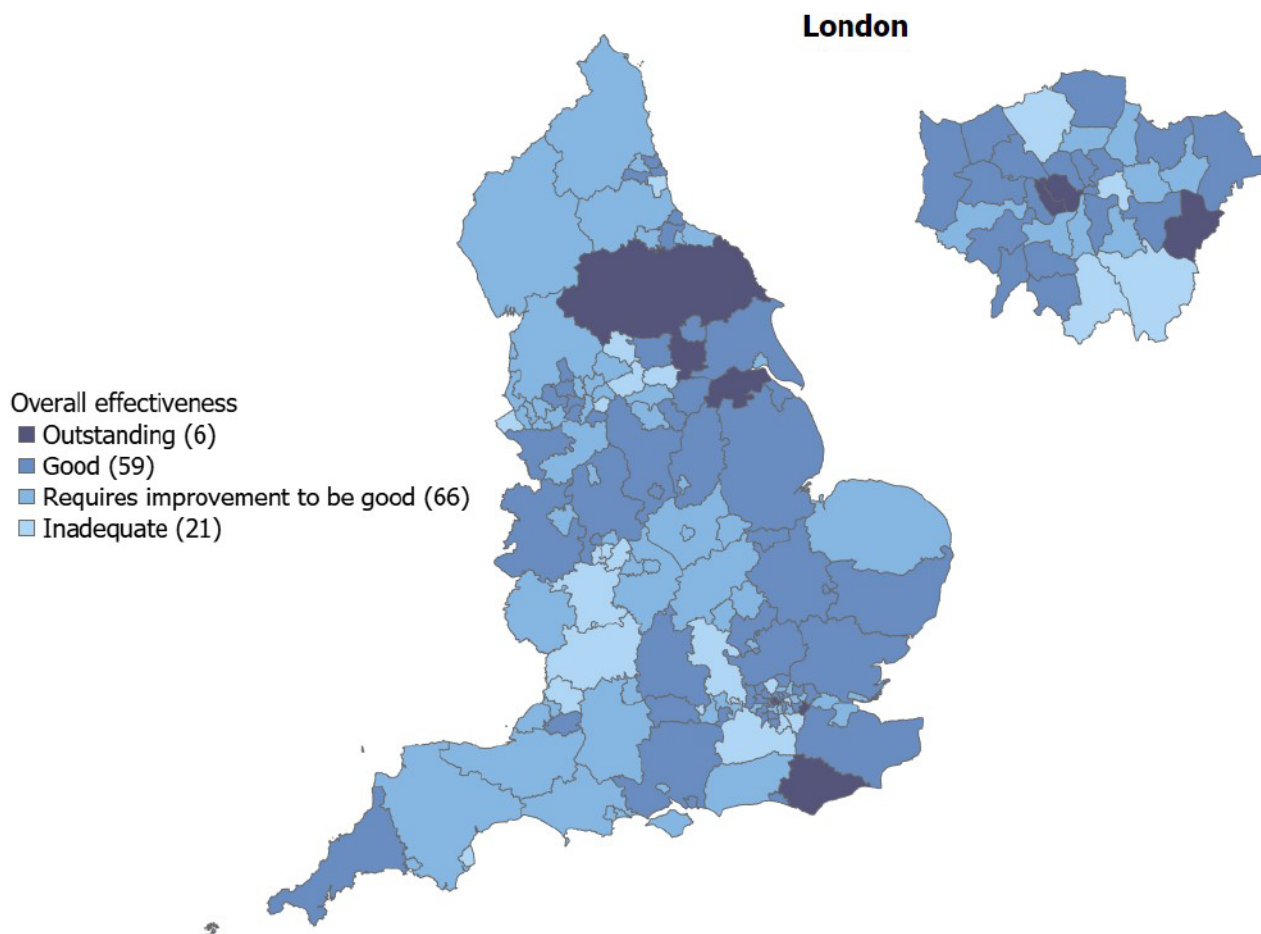 London
Overall effectiveness
Outstanding (6)
Good (59)
Requires improvement to be good (66)
Inadequate (21)